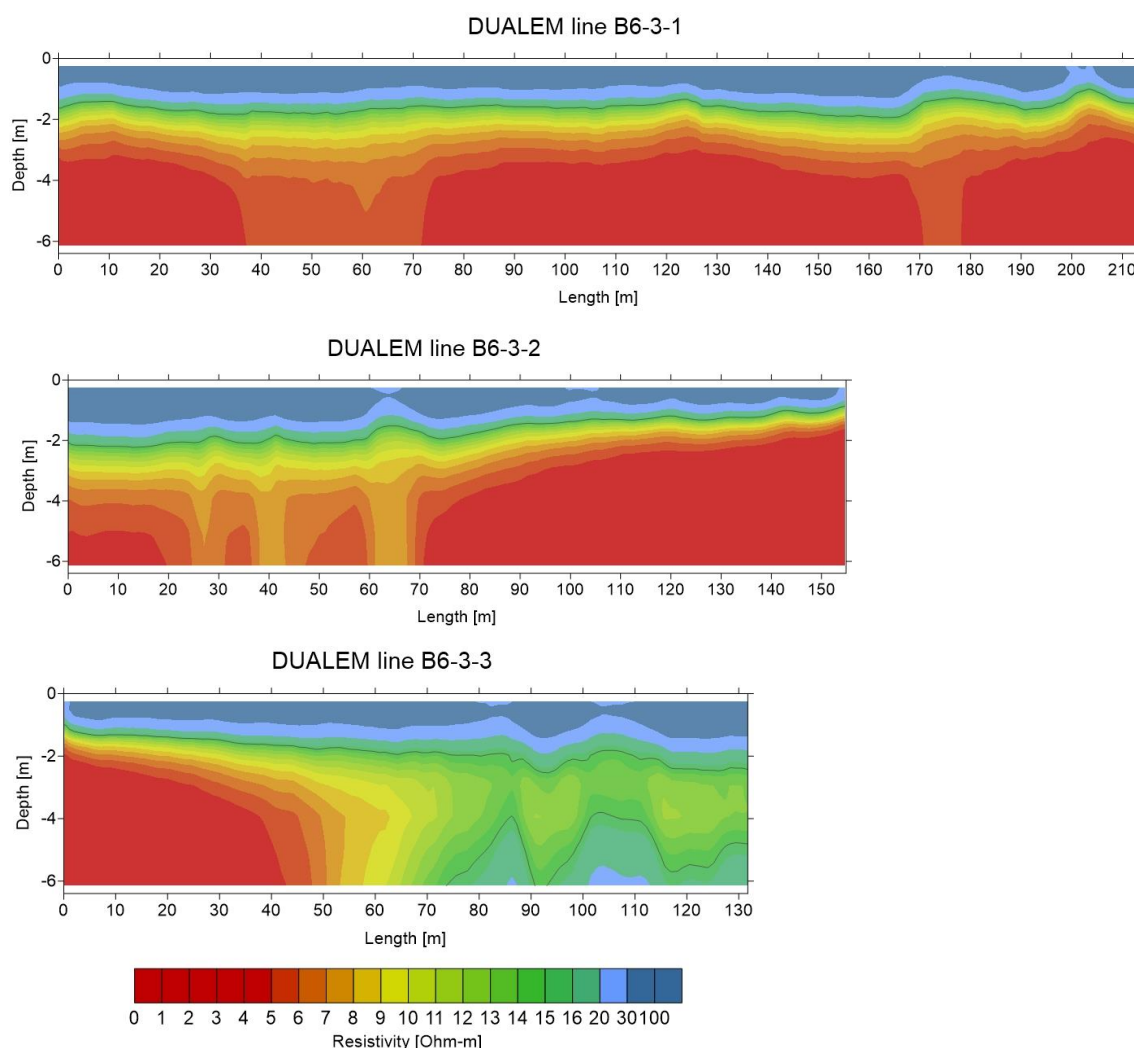 DUALEM line B6-3-1
0
-2
-4
-6
Depth [m]
0 10 20 30 40 50 60 70 80 90 100 110 120 130 140 150 160 170 180 190 200 210
Length [m]
DUALEM line B6-3-2
0
-2
-4
-6
Depth [m]
0 10 20 30 40 50 60 70 80 90 100 110 120 130 140 150
Length [m]
DUALEM line B6-3-3
0
-2
-4
-6
Depth [m]
0 10 20 30 40 50 60 70 80 90 100 110 120 130
Length [m]
0 1 2 3 4 5 6 7 8 9 10 11 12 13 14 15 16 20 30 100
Resistivity [Ohm-m]